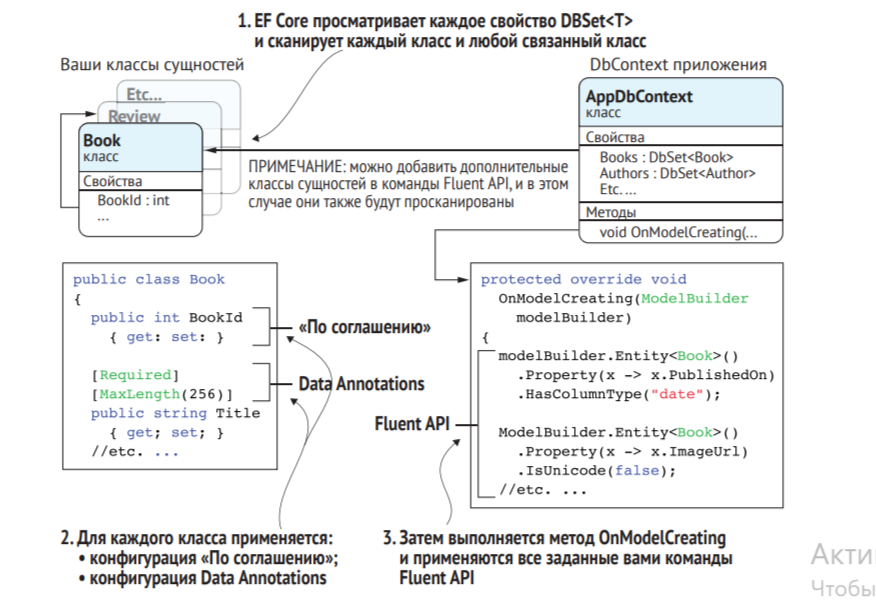 1. EF Core просматривает каждое свойство DBSet<T>
и сканирует каждый класс и любой связанный класс
Ваши классы сущностей
DbContext приложения
Etc...
Review
Book
класс
Свойства
BookId : int
...
AppDbContext
класс
Свойства
Books : DbSet<Book>
Authors : DbSet<Author>
Etc. ...
Методы
void OnModelCreating(...
ПРИМЕЧАНИЕ: можно добавить дополнительные
классы сущностей в команды Fluent API, и в этом
случае они также будут просканированы
public class Book
{
public int BookId
{ get: set: }
[Required]
[MaxLength(256)]
public string Title
{ get; set; }
//etc. ...
«По соглашению»
Data Annotations
Fluent API
protected override void
OnModelCreating(ModelBuilder
modelBuilder)
{
modelBuilder.Entity<Book>()
.Property(x -> x.PublishedOn)
.HasColumnType("date");
ModelBuilder.Entity<Book>()
.Property(x -> x.ImageUrl)
.IsUnicode(false);
//etc. ...
2. Для каждого класса применяется:
• конфигурация «По соглашению»;
• конфигурация Data Annotations
3. Затем выполняется метод OnModelCreating
и применяются все заданные вами команды
Fluent API
Акти
Чтобы